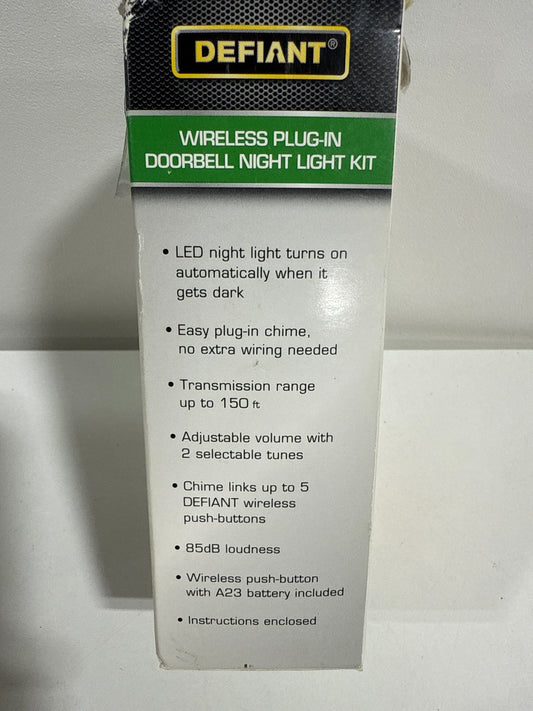 DEFIANT®
WIRELESS PLUG-IN
DOORBELL NIGHT LIGHT KIT
• LED night light turns on
automatically when it
gets dark
• Easy plug-in chime,
no extra wiring needed
• Transmission range
up to 150 ft
• Adjustable volume with
2 selectable tunes
• Chime links up to 5
DEFIANT wireless
push-buttons
• 85dB loudness
• Wireless push-button
with A23 battery included
• Instructions enclosed